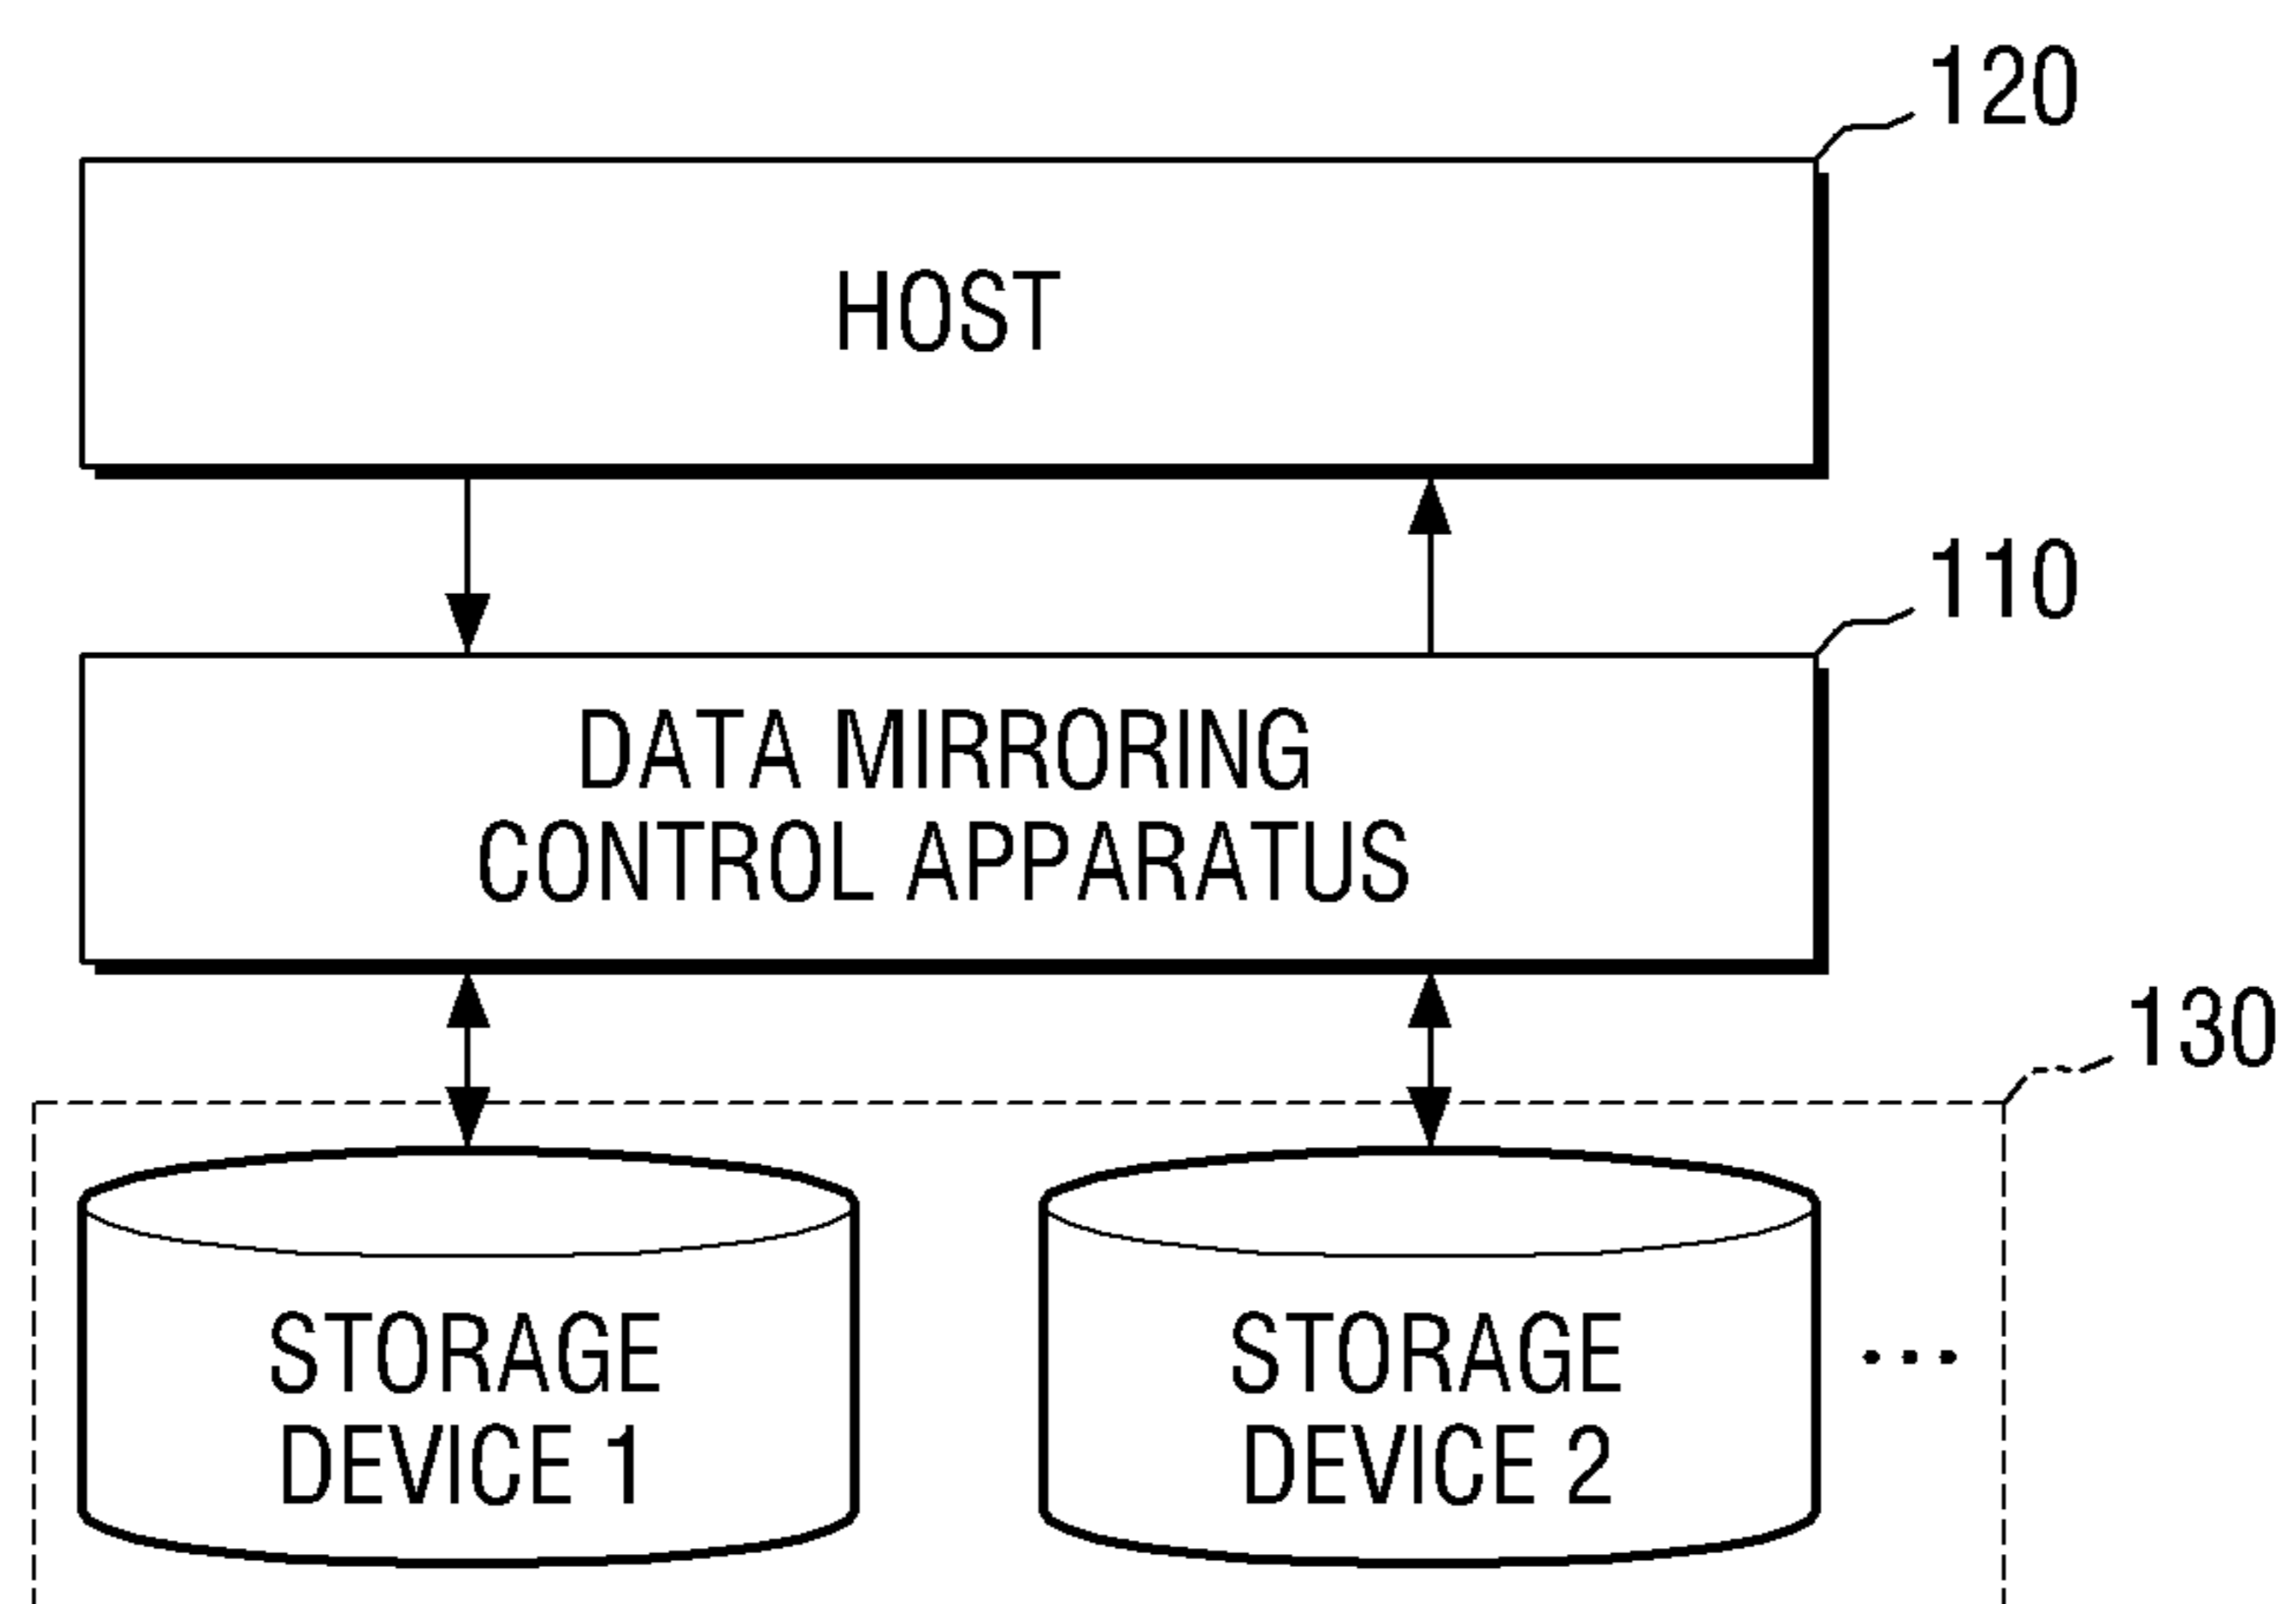 120
HOST
110
DATA MIRRORING
CONTROL APPARATUS
130
STORAGE
DEVICE 1
STORAGE
DEVICE 2
...